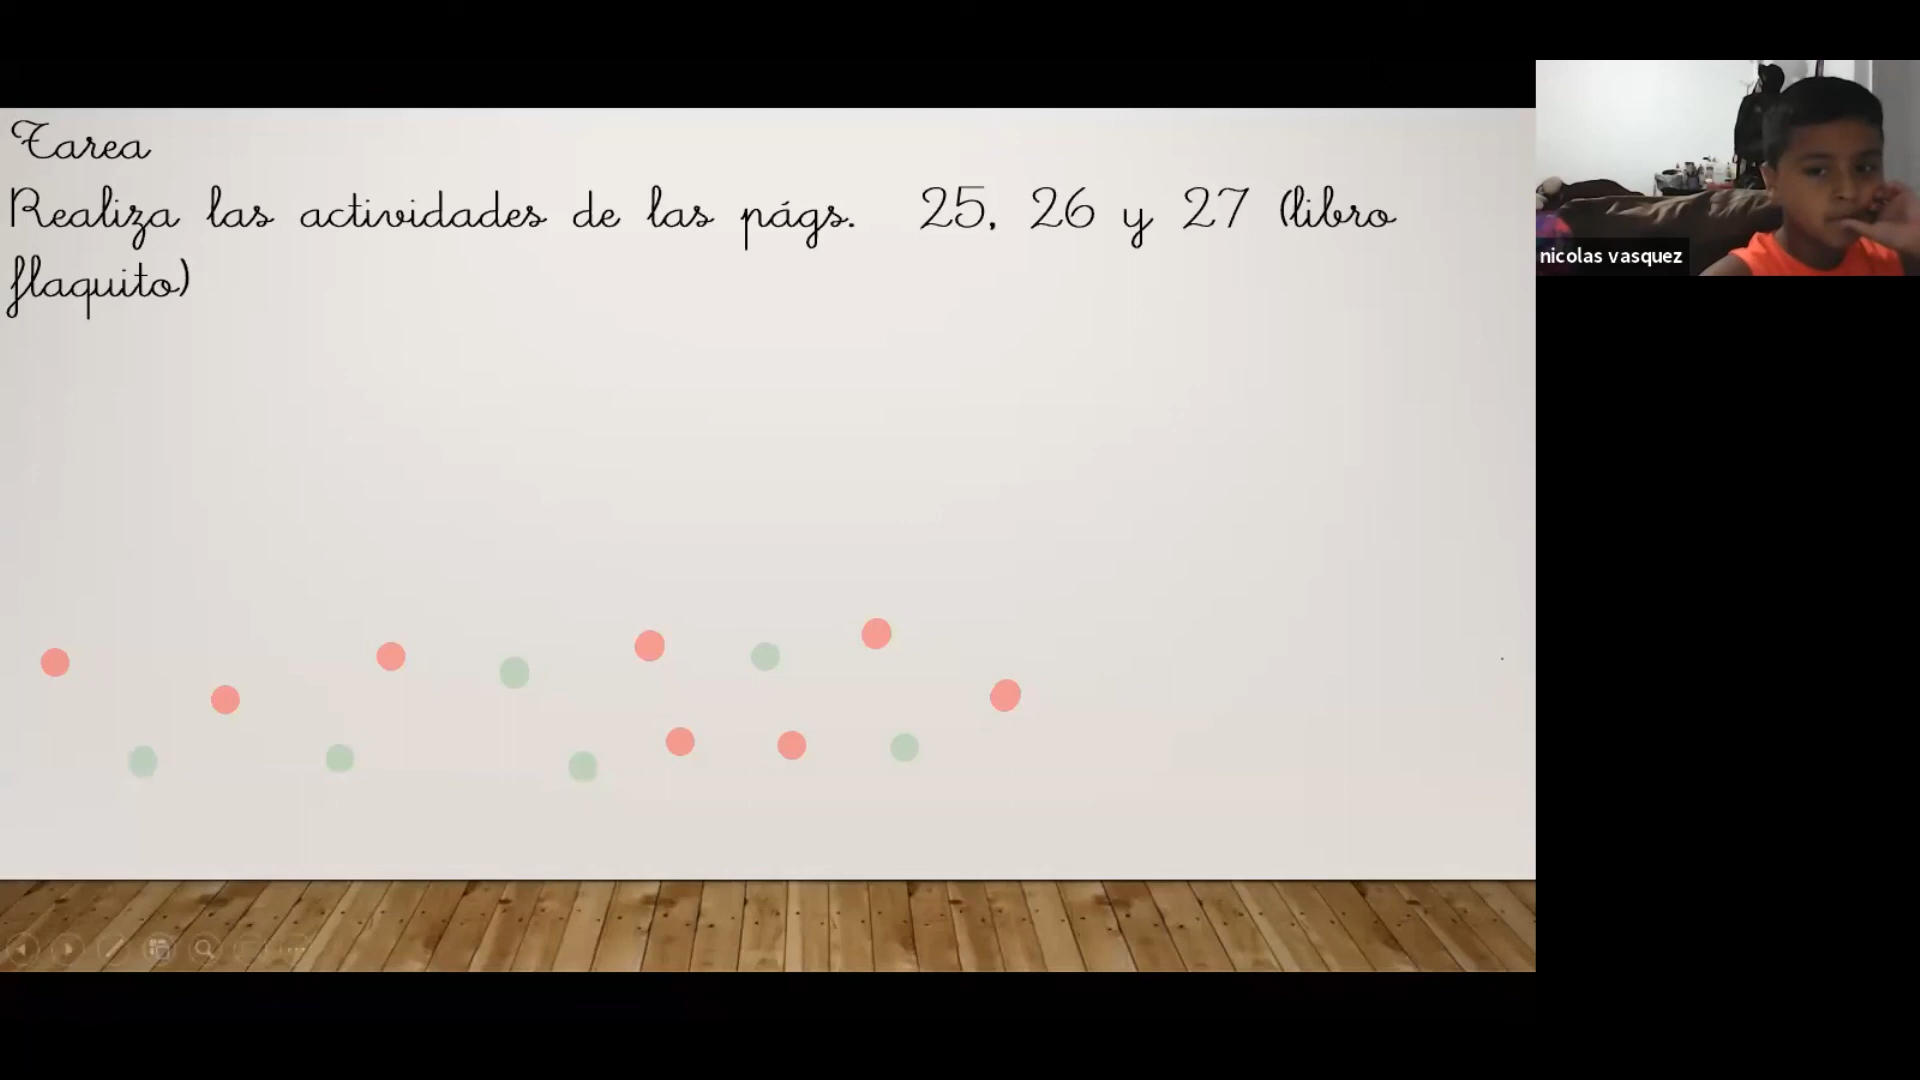 Tarea
Realiza las actividades de las págs. 25, 26 y 27 (libro
flaquito)
nicolas vasquez